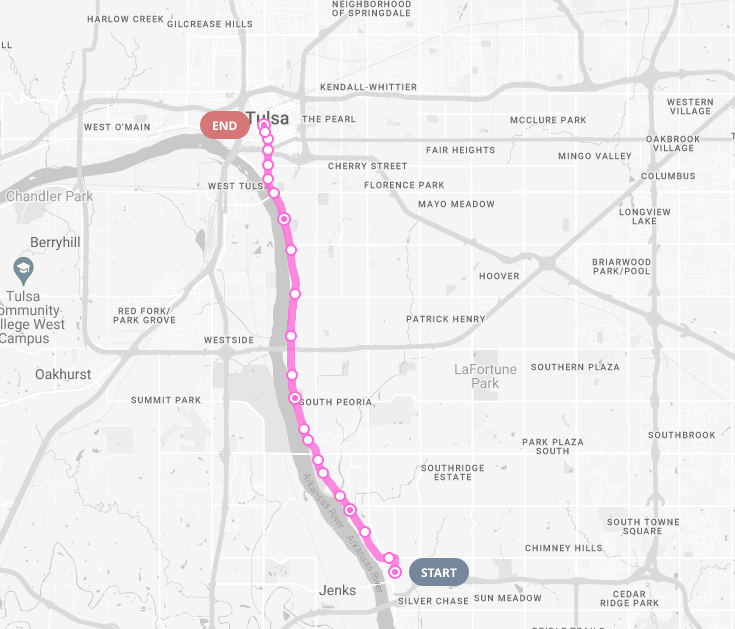 NEIGHBORHOOD
OF SPRINGDALE
HARLOW CREEK
GILCREASE HILLS
LL
KENDALL-WHITTIER
WESTERN
VILLAGE
END
Tulsa
THE PEARL
MCCLURE PARK
WEST O'MAIN
OAKBROOK
VILLAGE
FAIR HEIGHTS
MINGO VALLEY
CHERRY STREET
COLUMBUS
WEST TULS
FLORENCE PARK
Chandler Park
MAYO MEADOW
LONGVIEW
LAKE
Berryhill
BRIARWOOD
PARK/POOL
HOOVER
Tulsa
ommunity
llege West
Campus
RED FORK/
PARK GROVE
PATRICK HENRY
WESTSIDE
Oakhurst
LaFortune
Park
SOUTHERN PLAZA
SUMMIT PARK
SOUTH PEORIA
SOUTHBROOK
PARK PLAZA
SOUTH
SOUTHRIDGE
ESTATE
Arkansas River
SOUTH TOWNE
SQUARE
Arkansas River
CHIMNEY HILLS
START
Jenks
SILVER CHASE
SUN MEADOW
CEDAR
RIDGE PARK